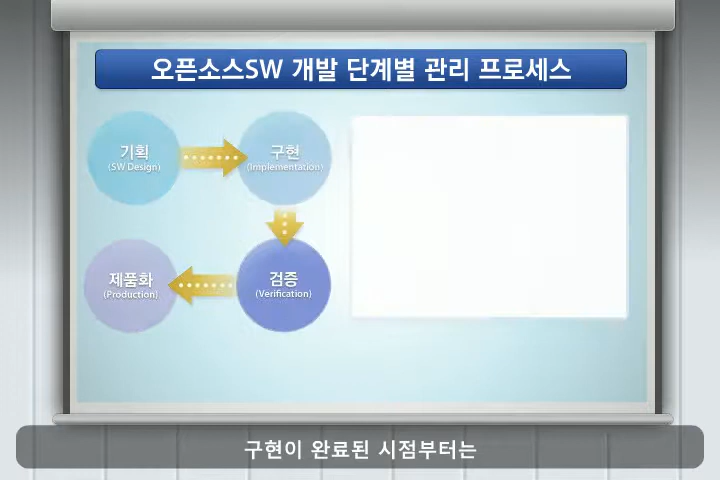 오픈소스SW 개발 단계별 관리 프로세스
기획
(SW Design)
구현
(Implementation)
제품화
(Production)
검증
(Verification)
구현이 완료된 시점부터는